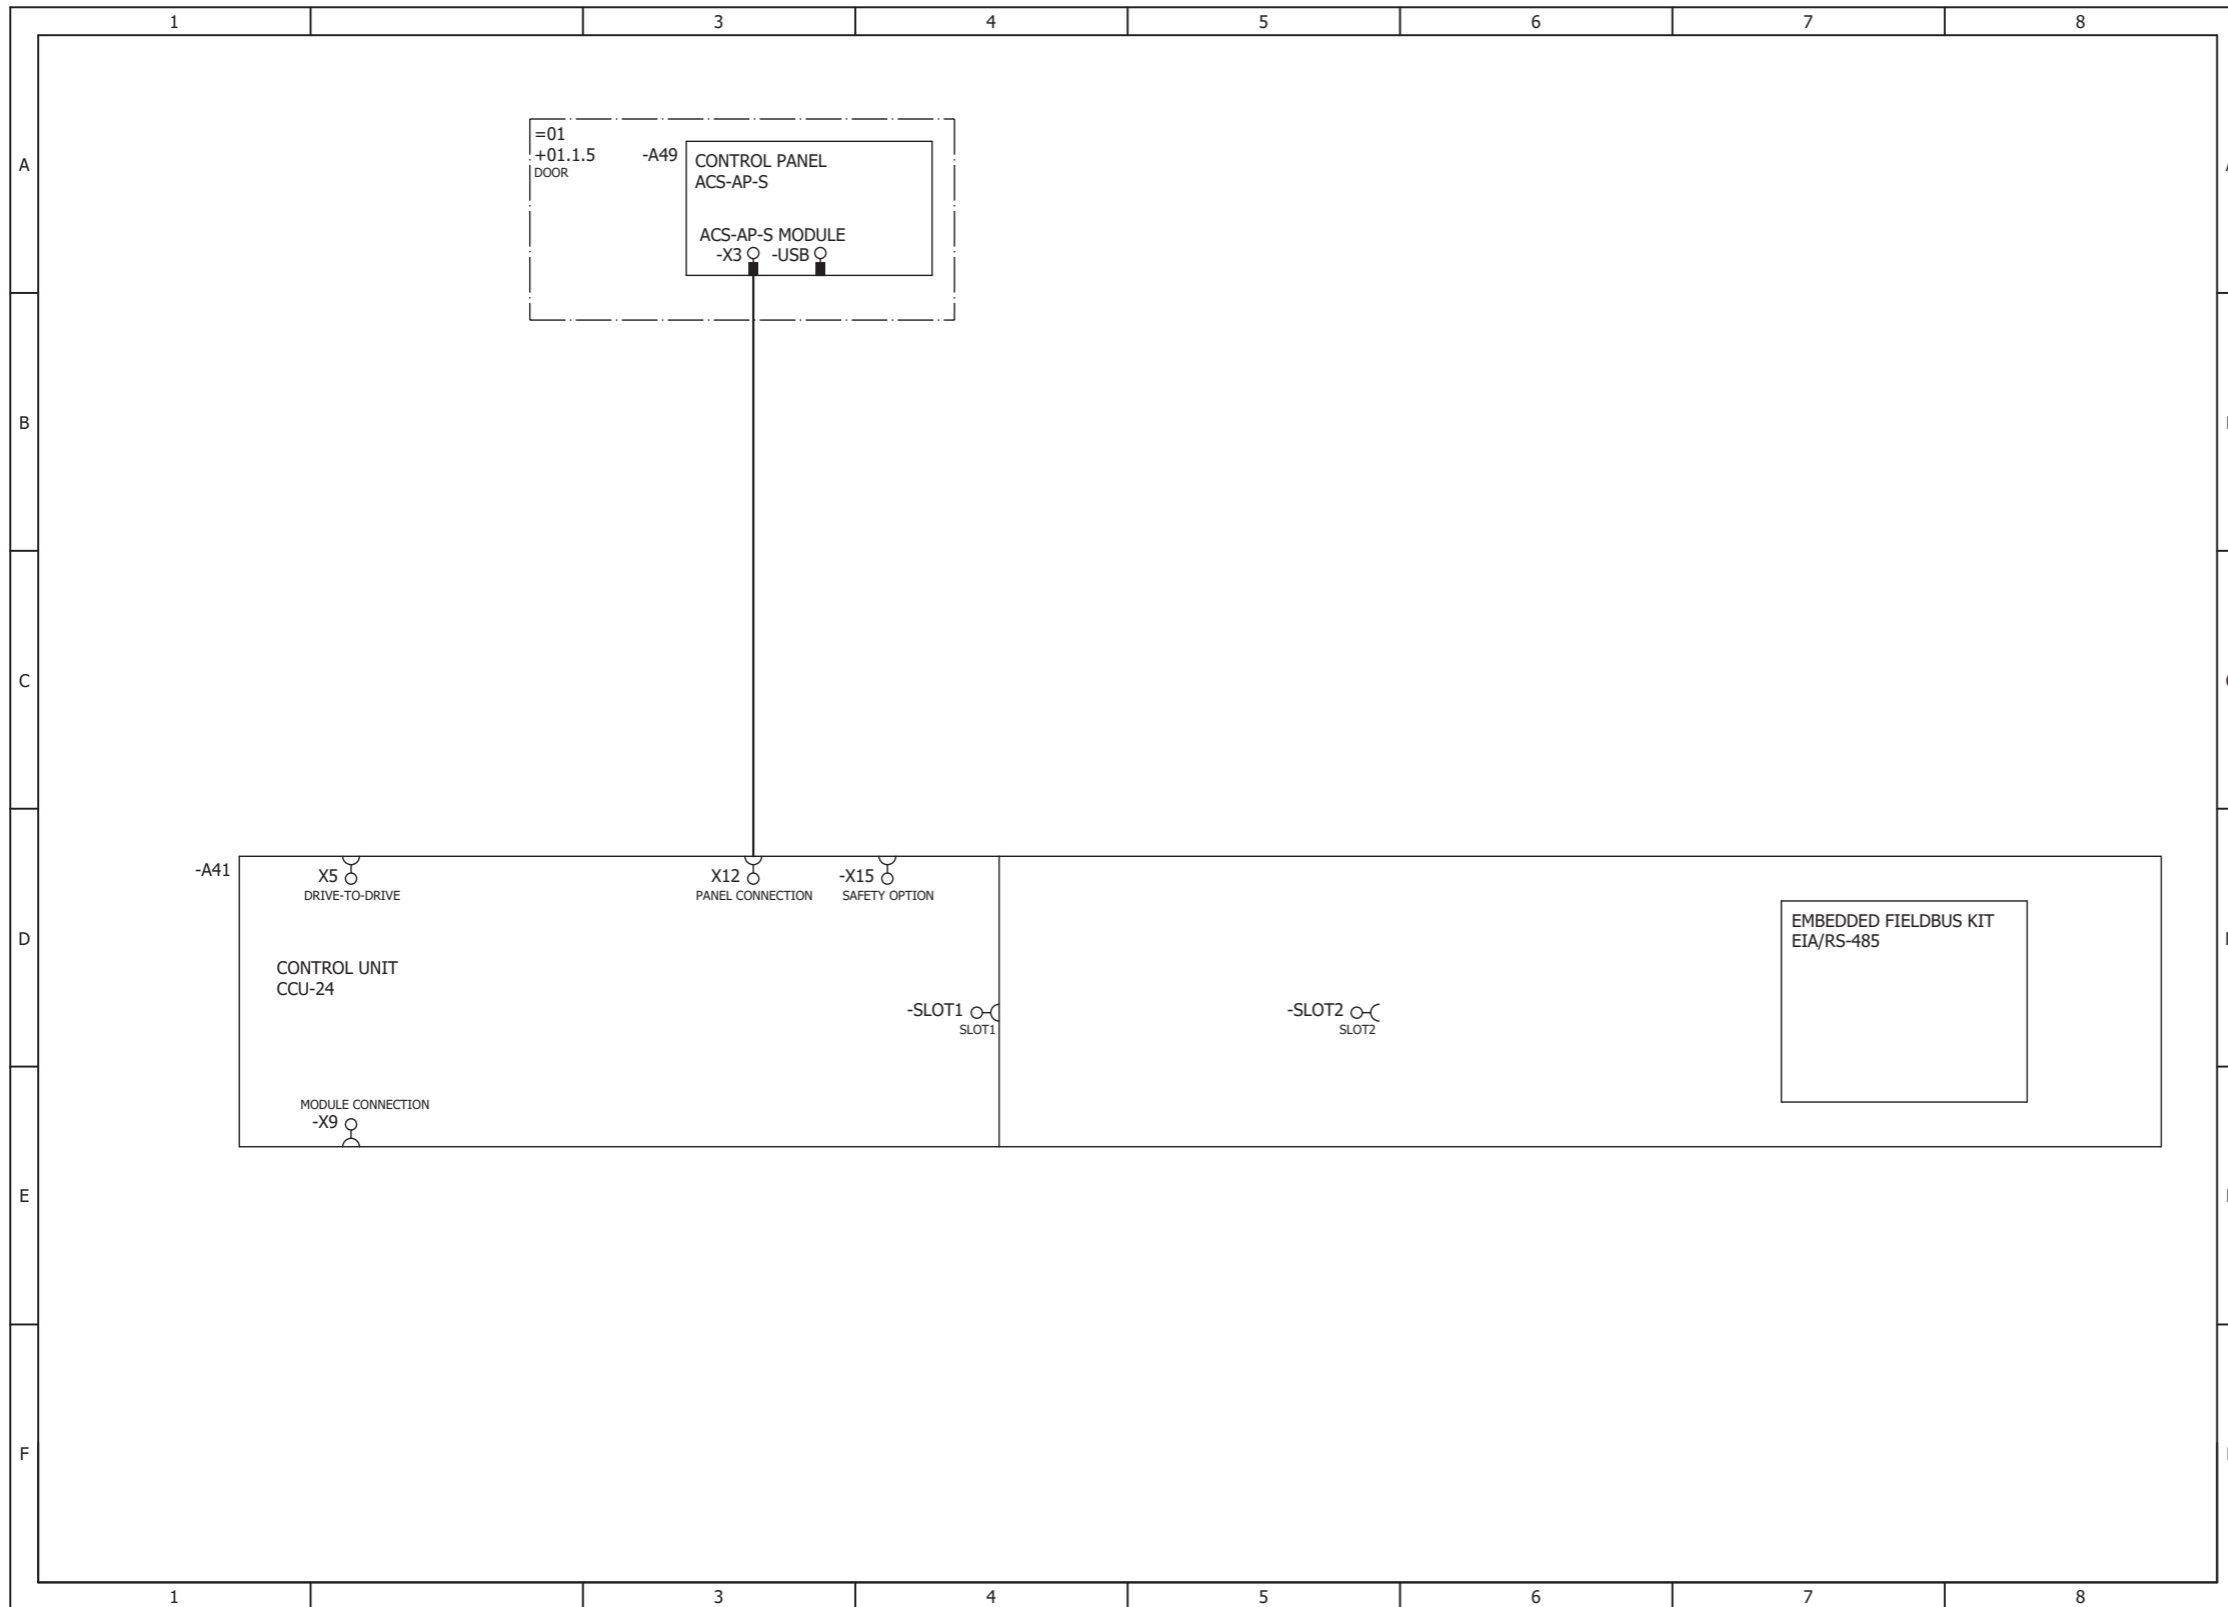 1 3 4 5 6 7 8
A
=01
+01.1.5
DOOR
-A49
CONTROL PANEL
ACS-AP-S
ACS-AP-S MODULE
-X3 -USB
B
C
-A41
X5
DRIVE-TO-DRIVE
X12
PANEL CONNECTION
-X15
SAFETY OPTION
D
CONTROL UNIT
CCU-24
-SLOT1
SLOT1
-SLOT2
SLOT2
EMBEDDED FIELDBUS KIT
EIA/RS-485
MODULE CONNECTION
-X9
E
F
1 3 4 5 6 7 8